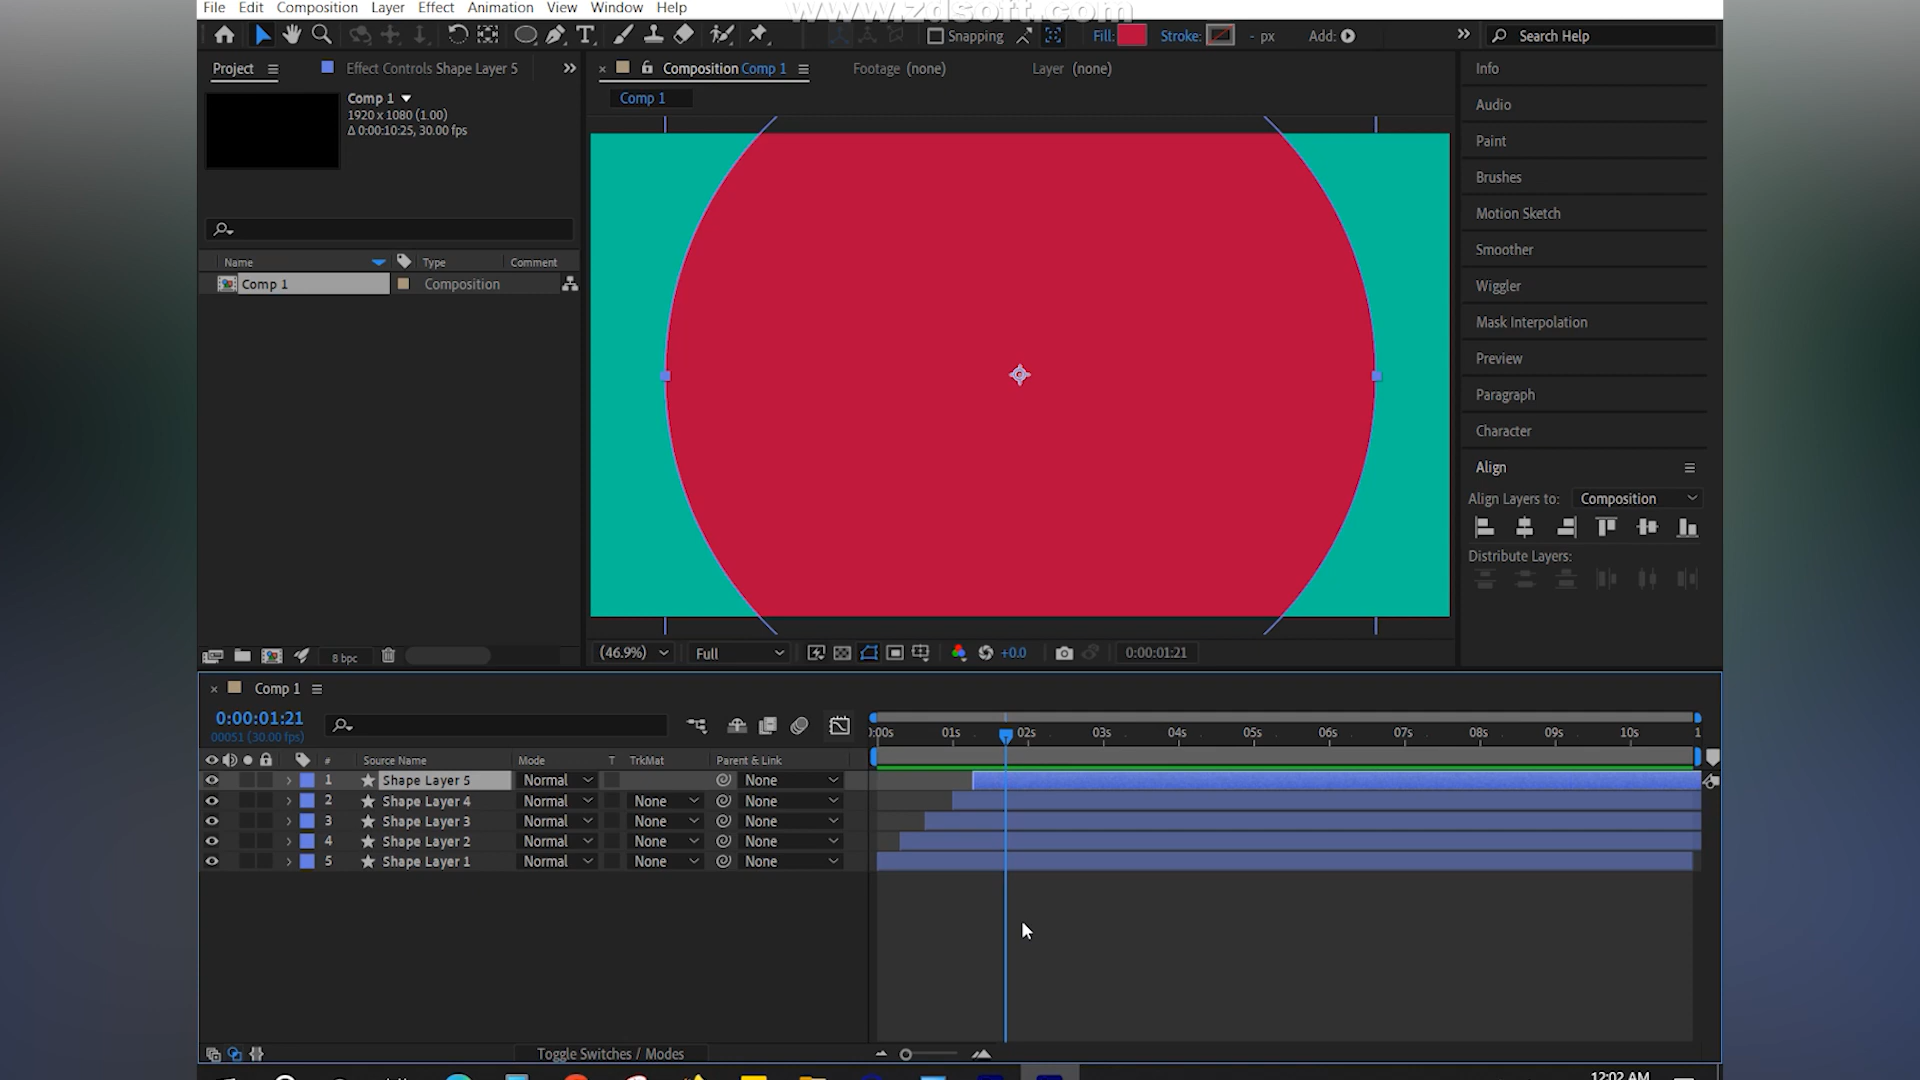 www.zdsoft.com
File Edit Composition Layer Effect Animation View Window Help
Snapping Fill: Stroke: - px Add: Search Help
Project Effect Controls Shape Layer 5 Composition Comp 1 Footage (none) Layer (none) Info
Comp 1 Comp 1
1920 x 1080 (1.00)
Δ 0:00:10:25, 30.00 fps
Audio
Paint
Brushes
Motion Sketch
Smoother
Name Type Comment
Comp 1 Composition Wiggler
Mask Interpolation
Preview
Paragraph
Character
Align
Align Layers to: Composition
Distribute Layers:
8 bpc (46.9%) Full +0.0 0:00:01:21
Comp 1
0:00:01:21
00051 (30.00 fps)
:00s 01s 02s 03s 04s 05s 06s 07s 08s 09s 10s 1
# Source Name Mode T TrkMat Parent & Link
1 Shape Layer 5 Normal None
2 Shape Layer 4 Normal None None
3 Shape Layer 3 Normal None None
4 Shape Layer 2 Normal None None
5 Shape Layer 1 Normal None None
Toggle Switches / Modes
12:02 AM